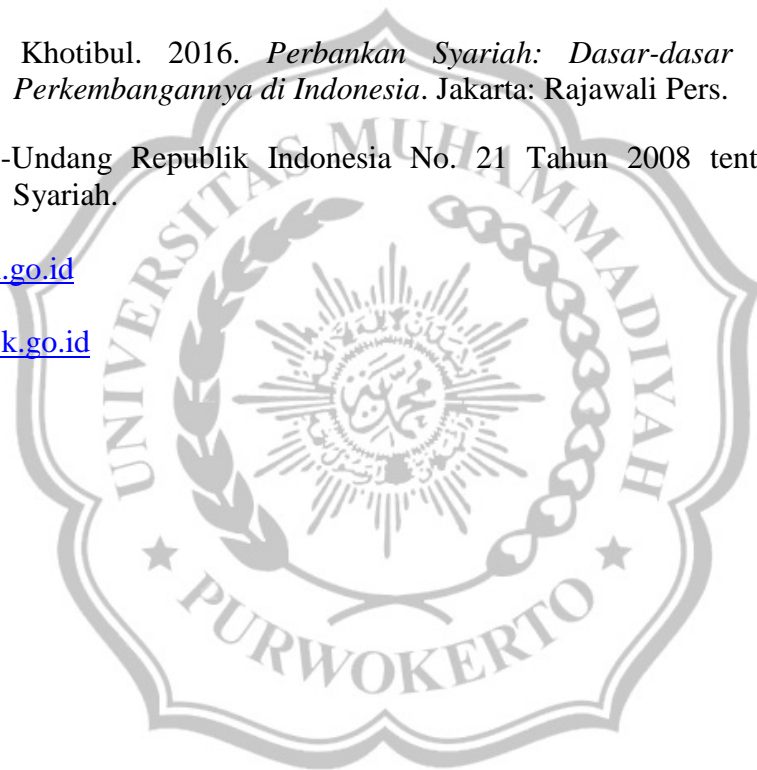 Khotibul. 2016. Perbankan Syariah: Dasar-dasar
Perkembangannya di Indonesia. Jakarta: Rajawali Pers.
-Undang Republik Indonesia No. 21 Tahun 2008 tent
Syariah.
.go.id
k.go.id
UNIVERSITAS MUHAMMADIYAH
PURWOKERTO